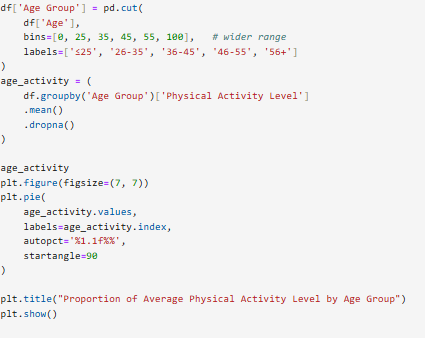 df['Age Group'] = pd.cut(
    df['Age'],
    bins=[0, 25, 35, 45, 55, 100],   # wider range
    labels=['≤25', '26-35', '36-45', '46-55', '56+']
)
age_activity = (
    df.groupby('Age Group')['Physical Activity Level']
    .mean()
    .dropna()
)

age_activity
plt.figure(figsize=(7, 7))
plt.pie(
    age_activity.values,
    labels=age_activity.index,
    autopct='%1.1f%%',
    startangle=90
)

plt.title("Proportion of Average Physical Activity Level by Age Group")
plt.show()